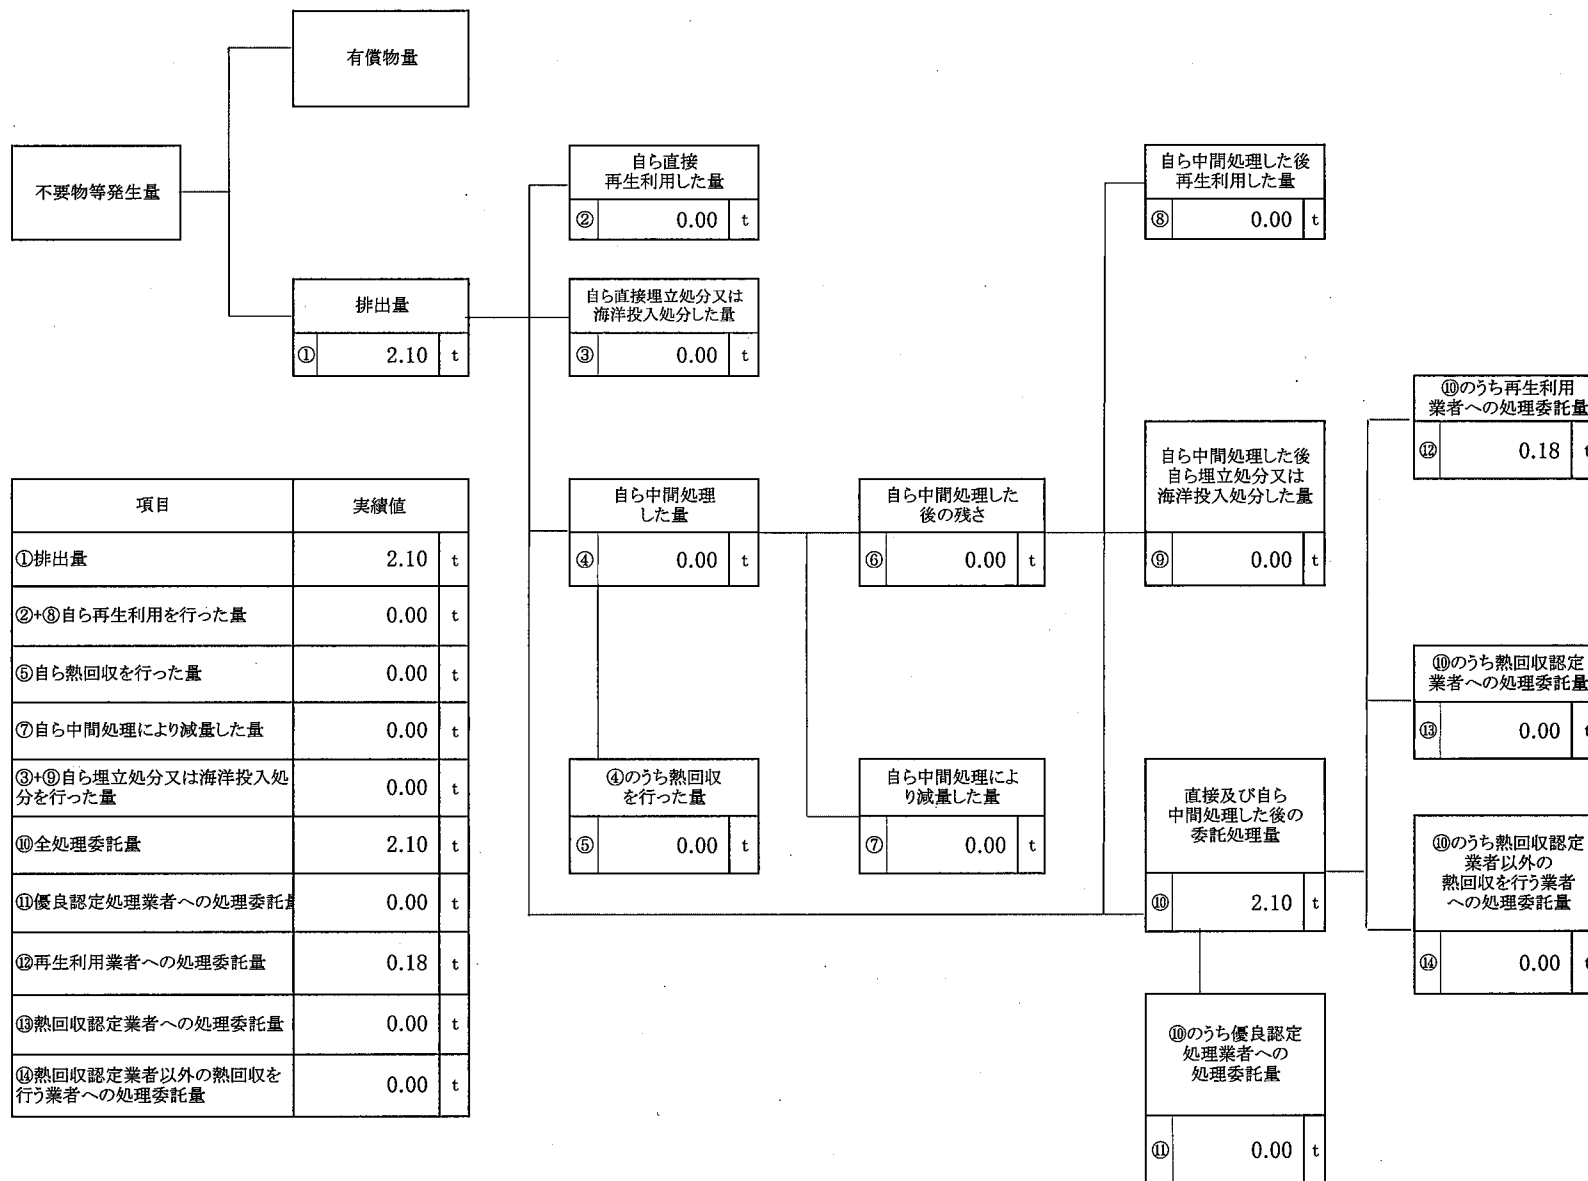 有償物量
不要物等発生量
排出量
① 2.10 t
自ら直接
再生利用した量
② 0.00 t
自ら直接埋立処分又は
海洋投入処分した量
③ 0.00 t
自ら中間処理した後
再生利用した量
⑧ 0.00 t
⑩のうち再生利用
業者への処理委託量
⑫ 0.18 t
自ら中間処理した後
自ら埋立処分又は
海洋投入処分した量
⑨ 0.00 t
自ら中間処理
した量
④ 0.00 t
自ら中間処理した
後の残さ
⑥ 0.00 t
⑩のうち熱回収認定
業者への処理委託量
⑬ 0.00 t
④のうち熱回収
を行った量
⑤ 0.00 t
自ら中間処理によ
り減量した量
⑦ 0.00 t
直接及び自ら
中間処理した後の
委託処理量
⑩ 2.10 t
⑩のうち熱回収認定
業者以外の
熱回収を行う業者
への処理委託量
⑭ 0.00 t
⑩のうち優良認定
処理業者への
処理委託量
⑪ 0.00 t
項目 実績値
①排出量 2.10 t
②+⑧自ら再生利用を行った量 0.00 t
⑤自ら熱回収を行った量 0.00 t
⑦自ら中間処理により減量した量 0.00 t
③+⑨自ら埋立処分又は海洋投入処
分を行った量 0.00 t
⑩全処理委託量 2.10 t
⑪優良認定処理業者への処理委託量 0.00 t
⑫再生利用業者への処理委託量 0.18 t
⑬熱回収認定業者への処理委託量 0.00 t
⑭熱回収認定業者以外の熱回収を
行う業者への処理委託量 0.00 t